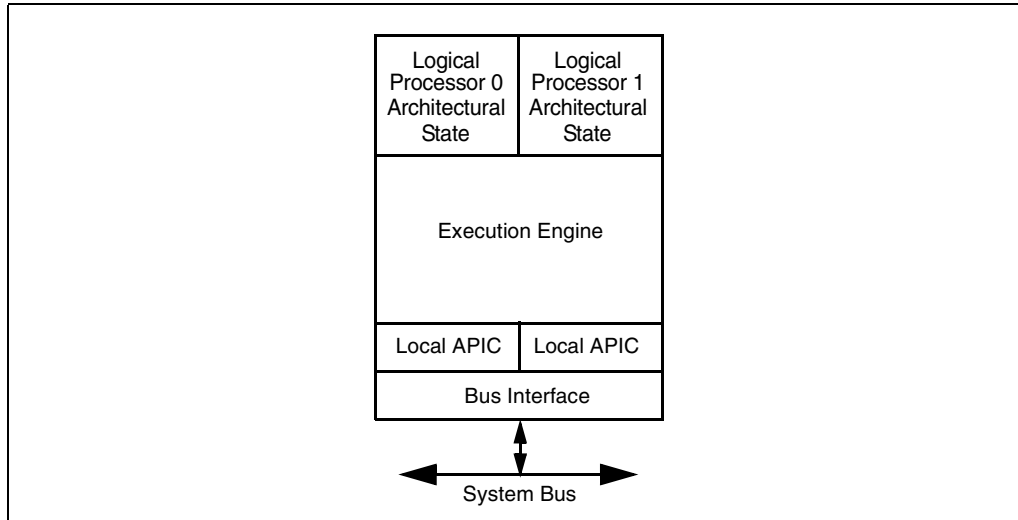 Logical
Processor 0
Architectural
State
Logical
Processor 1
Architectural
State
Execution Engine
Local APIC
Local APIC
Bus Interface
System Bus